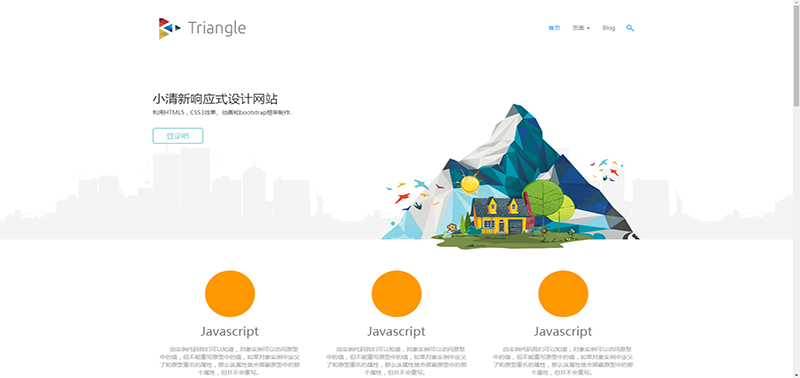 Triangle
首页 页面 Blog
小清新响应式设计网站
利用HTML5，CSS3效果，动画和bootstrap框架制作.
登录吧
Javascript Javascript Javascript
由实例代码我们可以知道，对象实例可以访问原型 由实例代码我们可以知道，对象实例可以访问原型 由实例代码我们可以知道，对象实例可以访问原型
中的值，但不能重写原型中的值，如果对象实例中定义 中的值，但不能重写原型中的值，如果对象实例中定义 中的值，但不能重写原型中的值，如果对象实例中定义
了和原型重名的属性，那么该属性就会屏蔽原型中的那 了和原型重名的属性，那么该属性就会屏蔽原型中的那 了和原型重名的属性，那么该属性就会屏蔽原型中的那
个属性，但并不会重写。 个属性，但并不会重写。 个属性，但并不会重写。